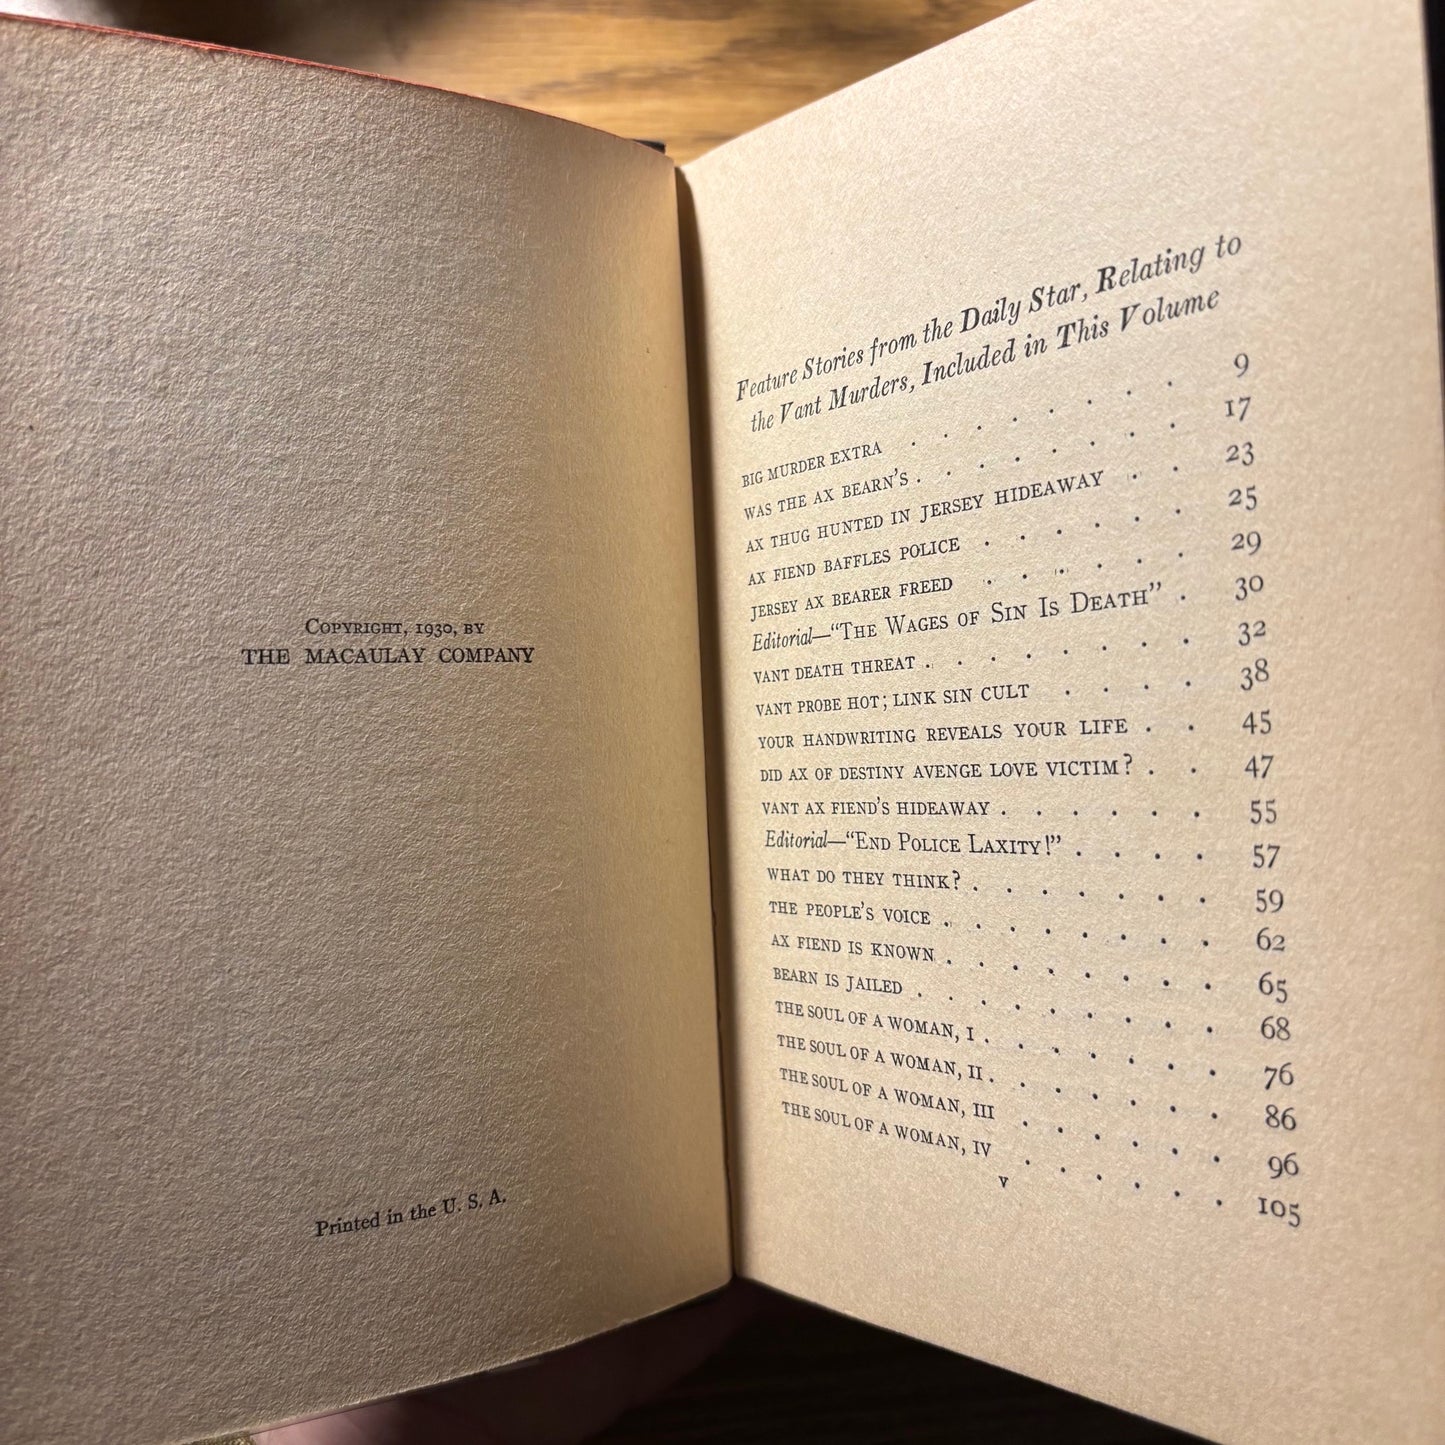 COPYRIGHT, 1930, BY
THE MACAULAY COMPANY
Printed in the U. S. A.
Feature Stories from the Daily Star, Relating to
the Vant Murders, Included in This Volume
BIG MURDER EXTRA . . . . . . . 9
WAS THE AX BEARN'S . . . . . . . 17
AX THUG HUNTED IN JERSEY HIDEAWAY . . 23
AX FIEND BAFFLES POLICE . . . . . . 25
JERSEY AX BEARER FREED . . . . . . 29
Editorial—"THE WAGES OF SIN IS DEATH" . 30
VANT DEATH THREAT . . . . . . . . 32
VANT PROBE HOT; LINK SIN CULT . . . . 38
YOUR HANDWRITING REVEALS YOUR LIFE . . 45
DID AX OF DESTINY AVENGE LOVE VICTIM? . . 47
VANT AX FIEND'S HIDEAWAY . . . . . . 55
Editorial—"END POLICE LAXITY!" . . . . 57
WHAT DO THEY THINK? . . . . . . . 59
THE PEOPLE'S VOICE . . . . . . . . 62
AX FIEND IS KNOWN . . . . . . . . 65
BEARN IS JAILED . . . . . . . . . 68
THE SOUL OF A WOMAN, I . . . . . . . 76
THE SOUL OF A WOMAN, II . . . . . . . 86
THE SOUL OF A WOMAN, III . . . . . . 96
THE SOUL OF A WOMAN, IV . . . . . . 105
v